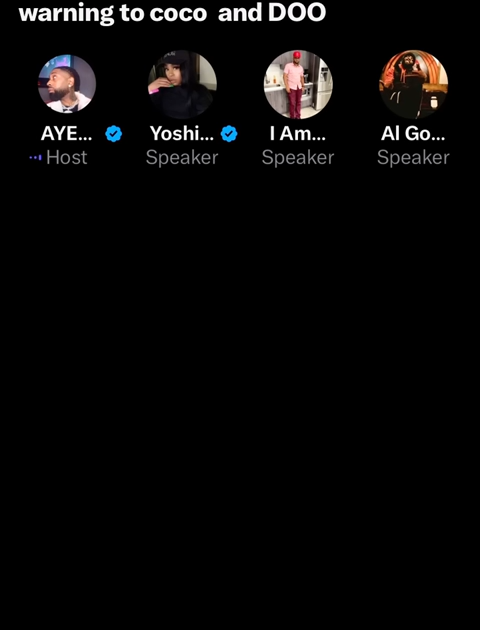 warning to coco  and DOO
AYE...
Yoshi...
I Am...
Al Go...
Host
Speaker
Speaker
Speaker